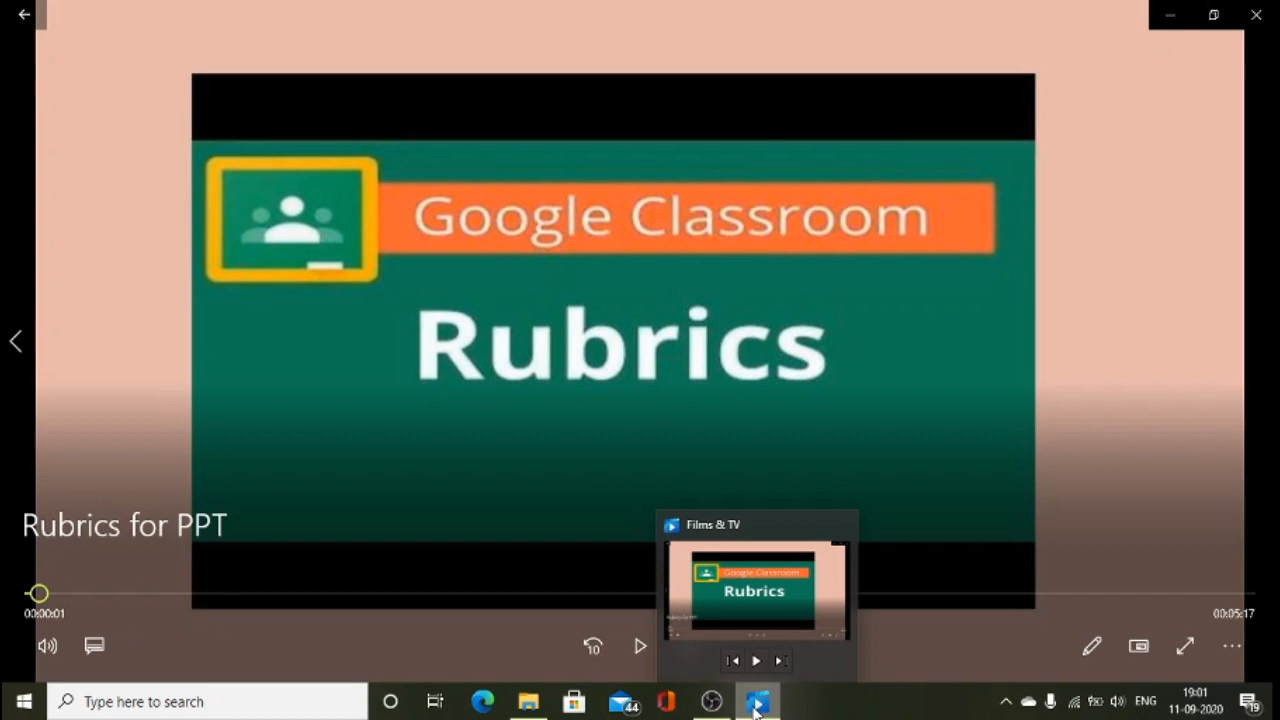 Google Classroom
Rubrics
Rubrics for PPT
Films & TV
Google Classroom
Rubrics
00:00:01
00:05:17
10
Type here to search
44
ENG
19:01
11-09-2020
19